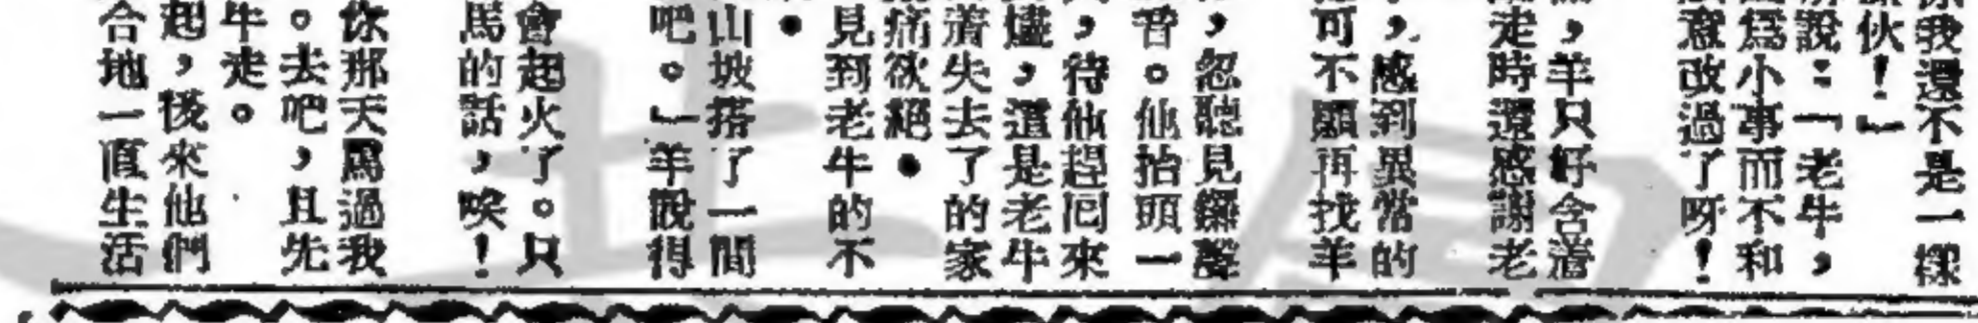 你我還不是一樣
傢伙！」
說：「老牛，
爲小事而不和
意改過了呀！
，羊只好含着
走時還感謝老
，感到異常的
可不願再找羊
，忽聽見鑼聲
音。他抬頭一
，待他趕囘來
燼，這是老牛
着失去了的家
痛欲絕。
見到老牛的不
。
山坡搭了一間
吧。」羊說得
會起火了。只
馬的話，唉！
你那天罵過我
。去吧，且先
牛走。
起，後來他們
合地一直生活